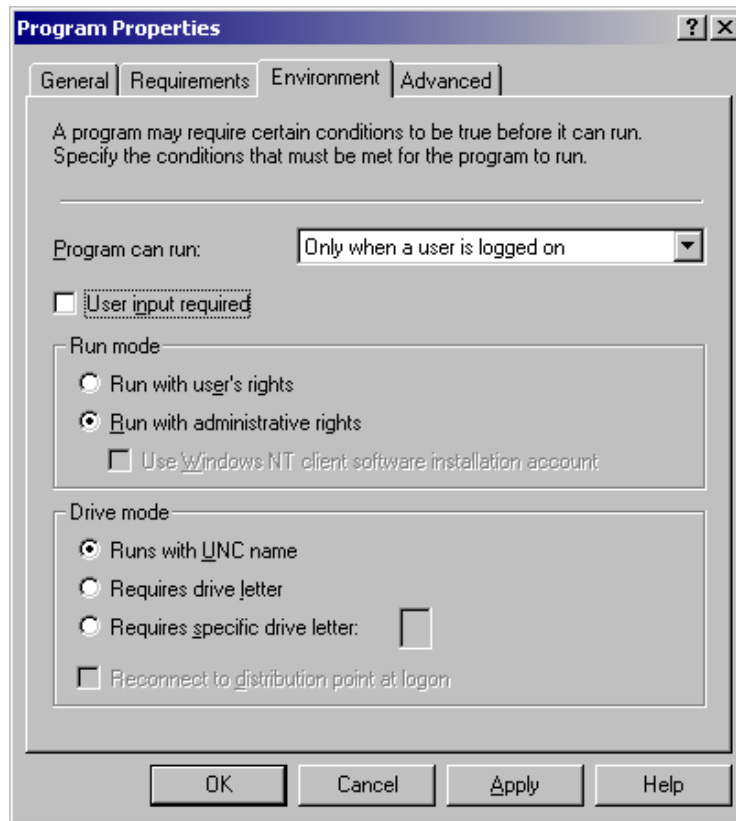 Program Properties
General Requirements Environment Advanced
A program may require certain conditions to be true before it can run.
Specify the conditions that must be met for the program to run.
Program can run: Only when a user is logged on
User input required
Run mode
Run with user's rights
Run with administrative rights
Use Windows NT client software installation account
Drive mode
Runs with UNC name
Requires drive letter
Requires specific drive letter:
Reconnect to distribution point at logon
OK Cancel Apply Help